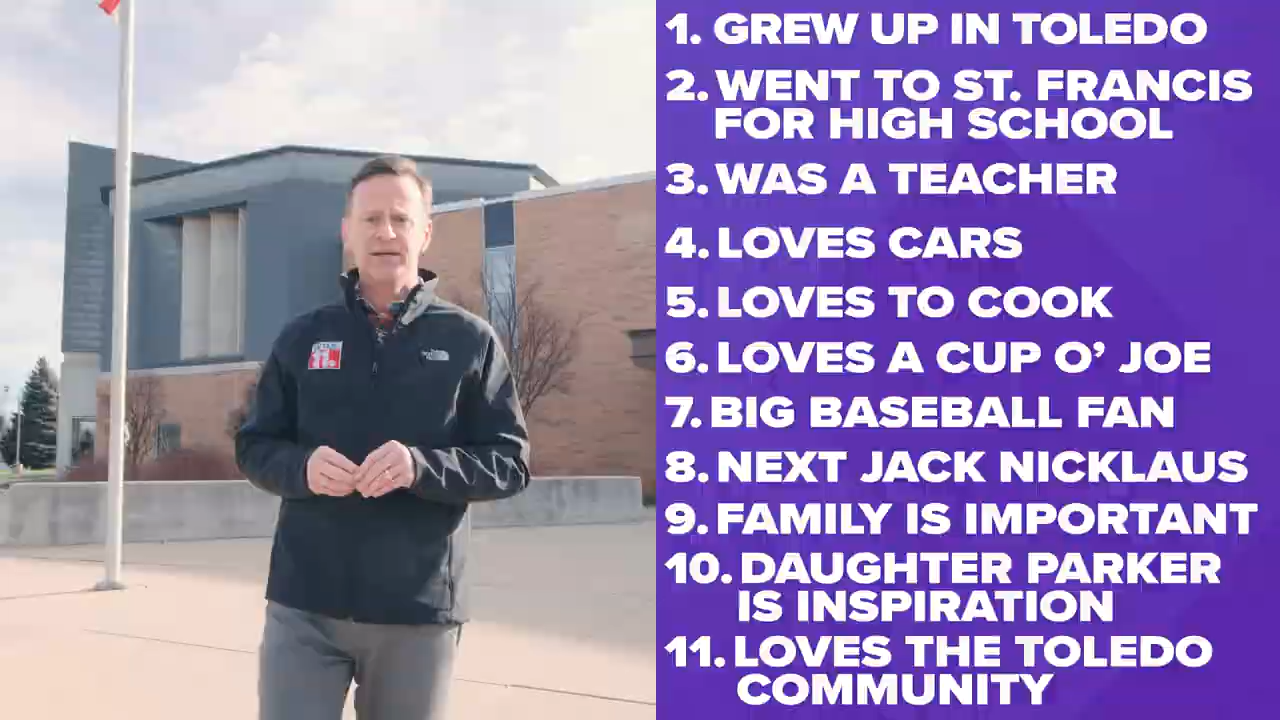 1. GREW UP IN TOLEDO
2. WENT TO ST. FRANCIS
FOR HIGH SCHOOL
3. WAS A TEACHER
4. LOVES CARS
5. LOVES TO COOK
6. LOVES A CUP O' JOE
7. BIG BASEBALL FAN
8. NEXT JACK NICKLAUS
9. FAMILY IS IMPORTANT
10. DAUGHTER PARKER
IS INSPIRATION
11. LOVES THE TOLEDO
COMMUNITY